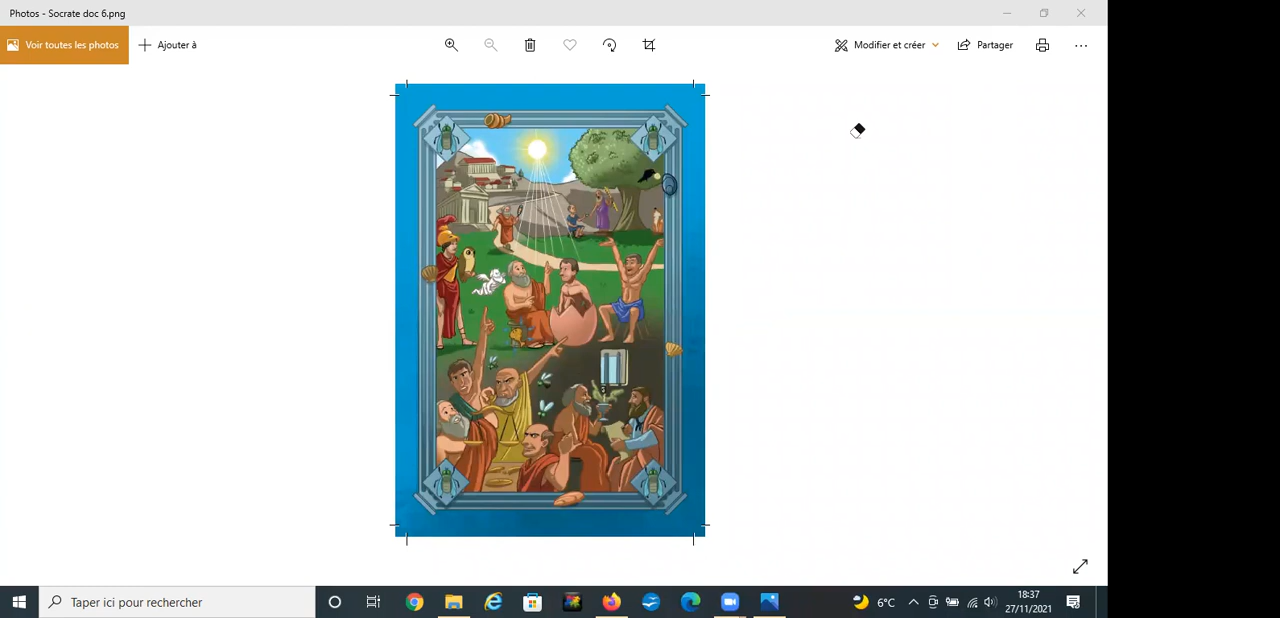 Photos - Socrate doc 6.png
Voir toutes les photos
Ajouter à
Modifier et créer
Partager
Taper ici pour rechercher
6°C
18:37
27/11/2021